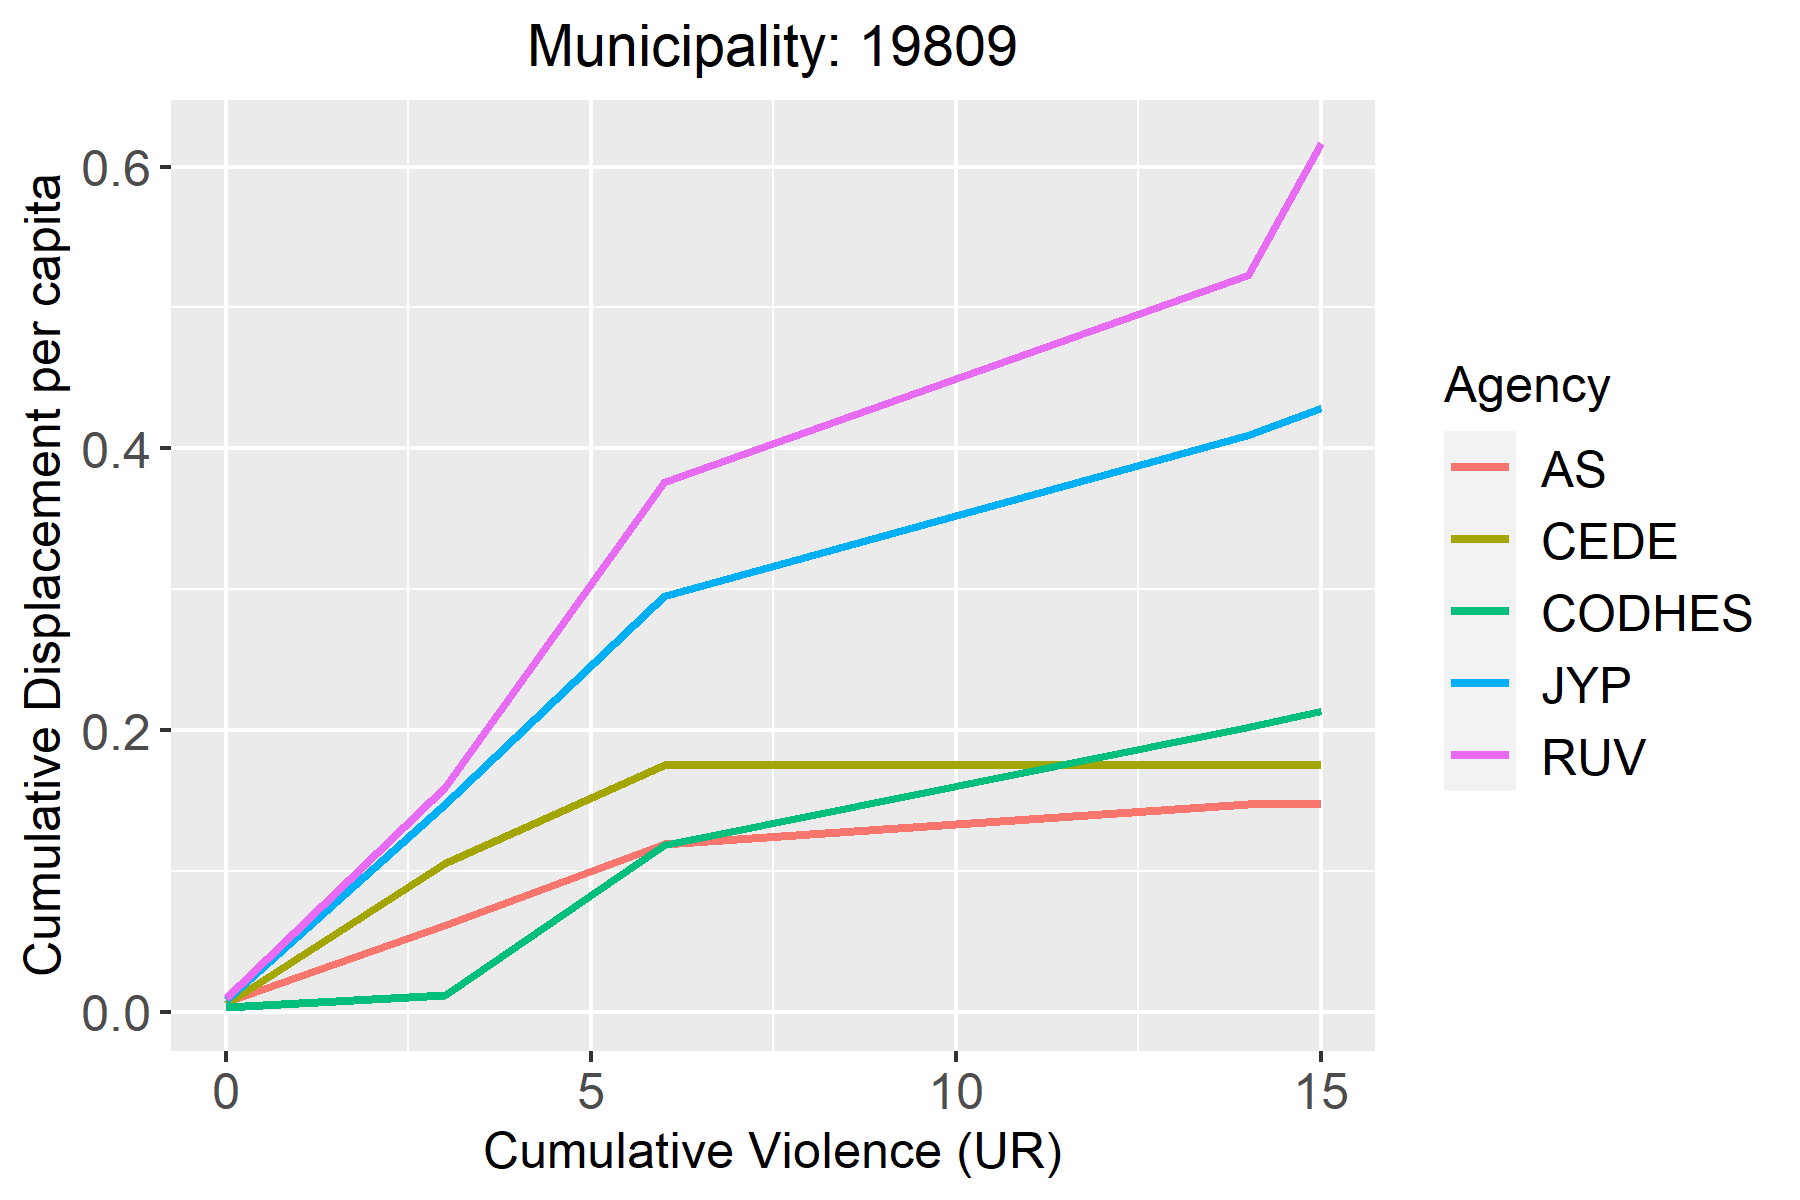 Municipality: 19809
Cumulative Displacement per capita
0.6
0.4
0.2
0.0
0
5
10
15
Cumulative Violence (UR)
Agency
AS
CEDE
CODHES
JYP
RUV